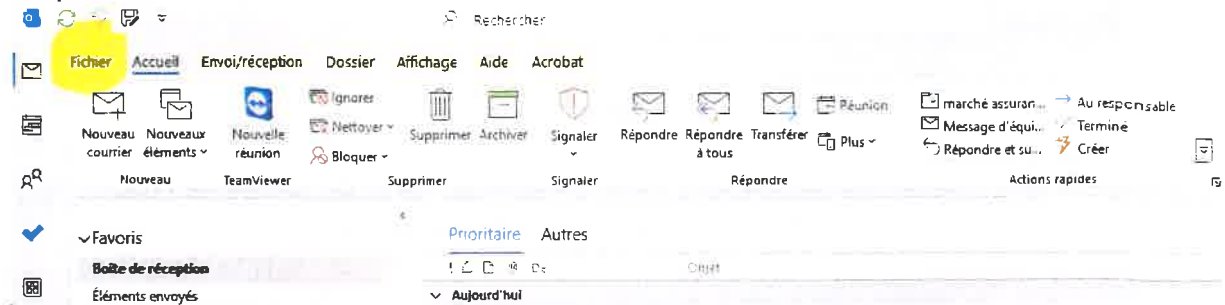 Rechercher
Fichier Accueil Envoi/réception Dossier Affichage Aide Acrobat
Nouveau courrier
Nouveaux éléments
Nouvelle réunion
Ignorer
Nettoyer
Bloquer
Supprimer Archiver
Signaler
Répondre
Répondre à tous
Transférer
Réunion
Plus
marché assuran...
Message d'équi...
Répondre et su...
Au responsable
Terminé
Créer
Nouveau TeamViewer Supprimer Signaler Répondre Actions rapides
Favoris
Boîte de réception
Éléments envoyés
Prioritaire Autres
De Objet
Aujourd'hui